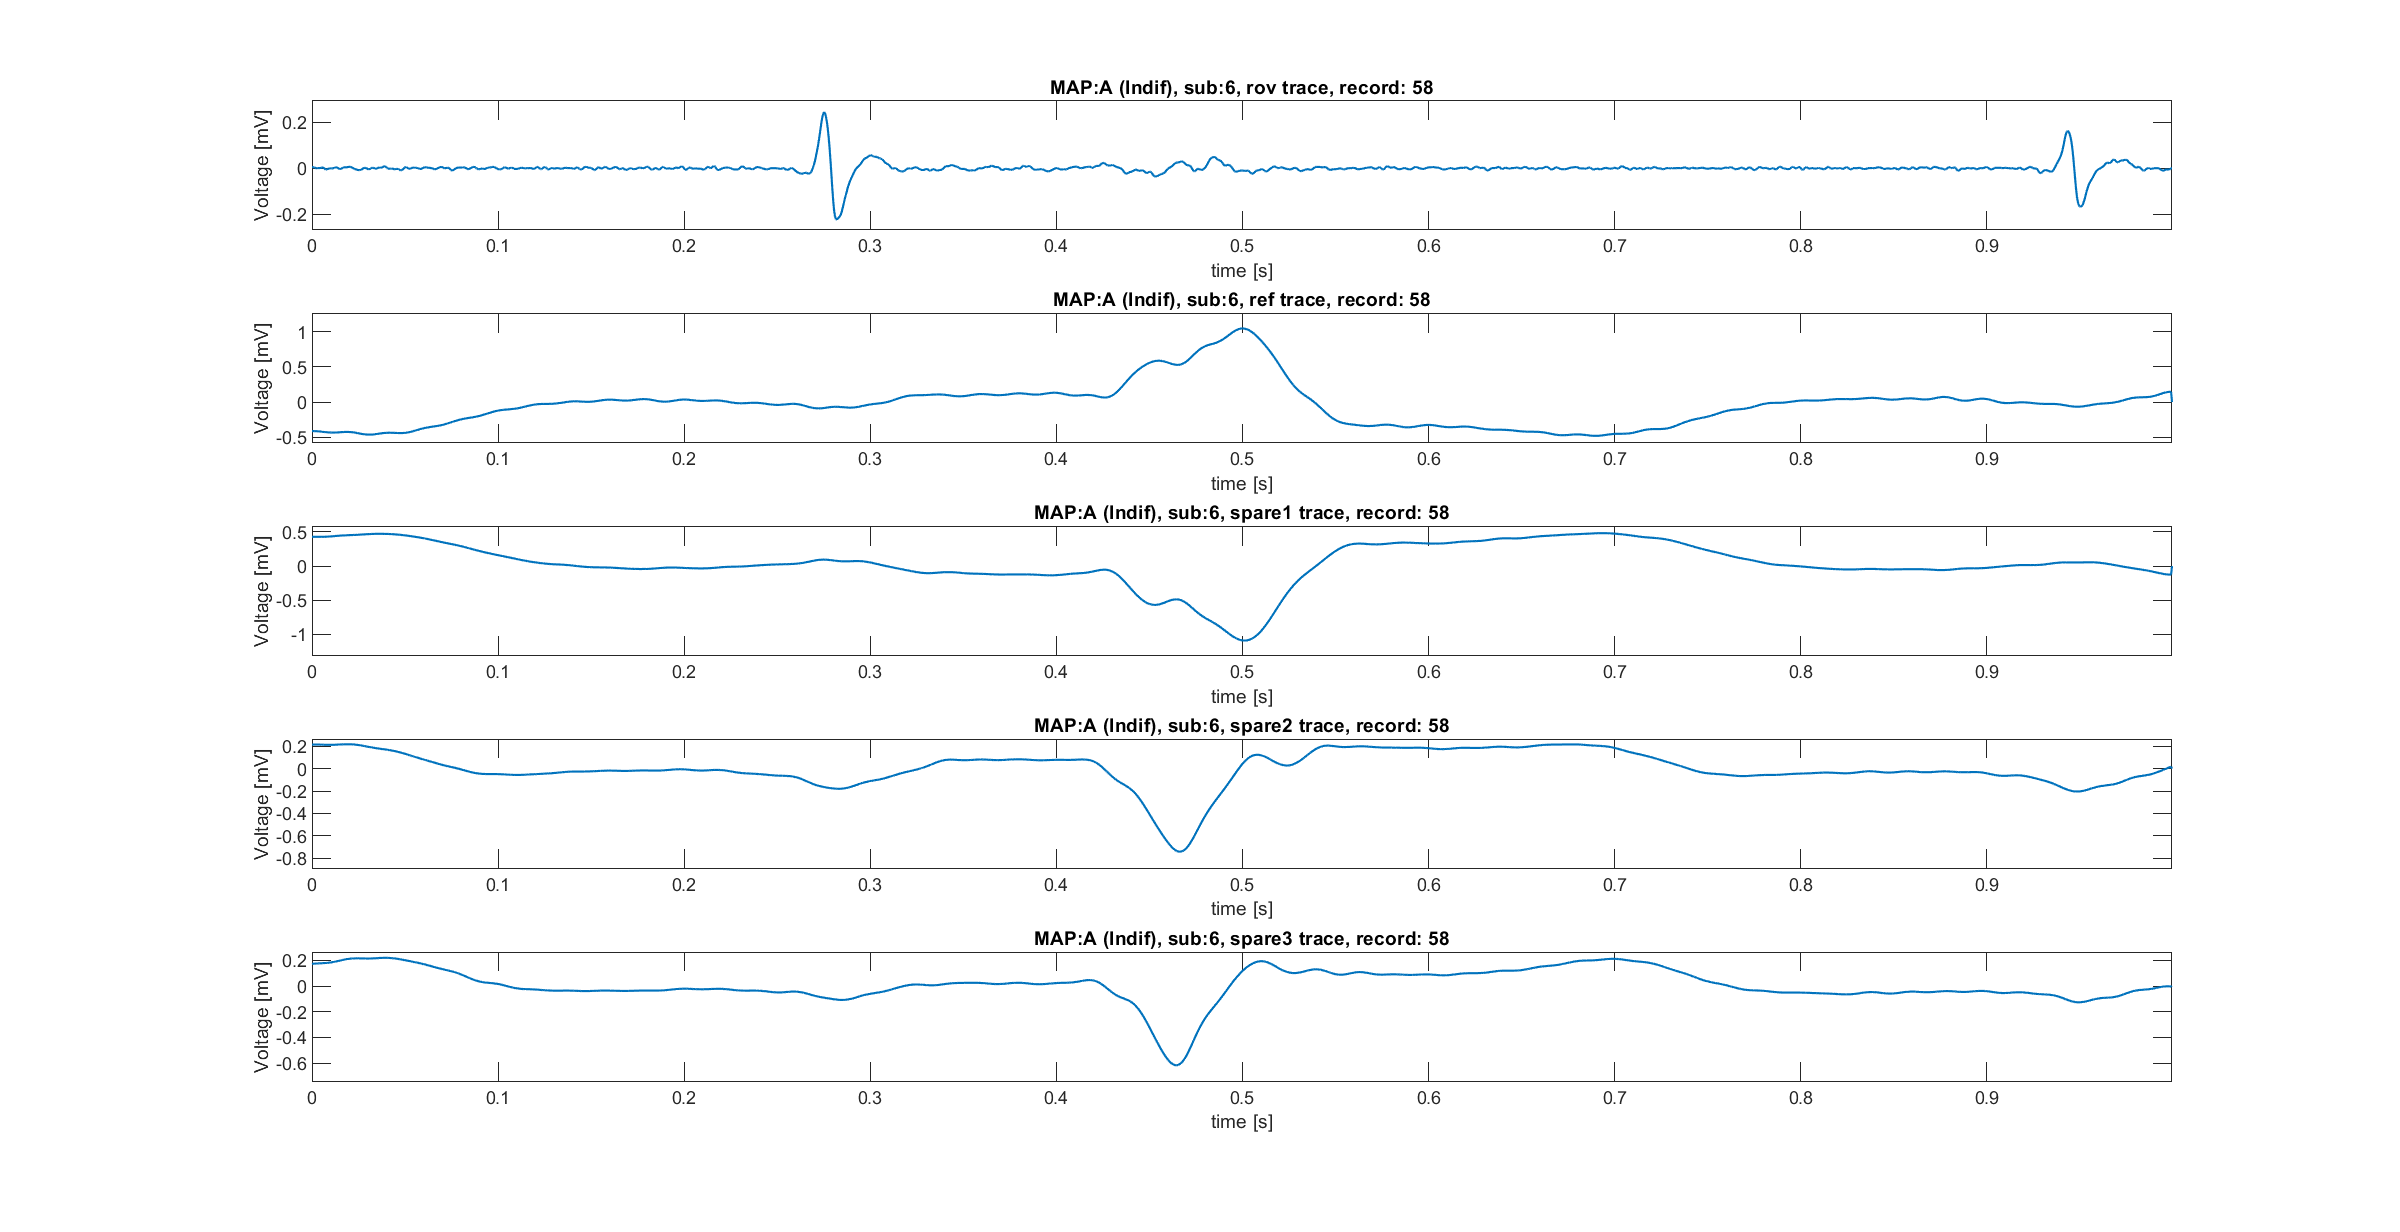 MAP:A (Indif), sub:6, rov trace, record: 58
Voltage [mV]
0.2
0
-0.2
0 0.1 0.2 0.3 0.4 0.5 0.6 0.7 0.8 0.9
time [s]
MAP:A (Indif), sub:6, ref trace, record: 58
Voltage [mV]
1
0.5
0
-0.5
0 0.1 0.2 0.3 0.4 0.5 0.6 0.7 0.8 0.9
time [s]
MAP:A (Indif), sub:6, spare1 trace, record: 58
Voltage [mV]
0.5
0
-0.5
-1
0 0.1 0.2 0.3 0.4 0.5 0.6 0.7 0.8 0.9
time [s]
MAP:A (Indif), sub:6, spare2 trace, record: 58
Voltage [mV]
0.2
0
-0.2
-0.4
-0.6
-0.8
0 0.1 0.2 0.3 0.4 0.5 0.6 0.7 0.8 0.9
time [s]
MAP:A (Indif), sub:6, spare3 trace, record: 58
Voltage [mV]
0.2
0
-0.2
-0.4
-0.6
0 0.1 0.2 0.3 0.4 0.5 0.6 0.7 0.8 0.9
time [s]